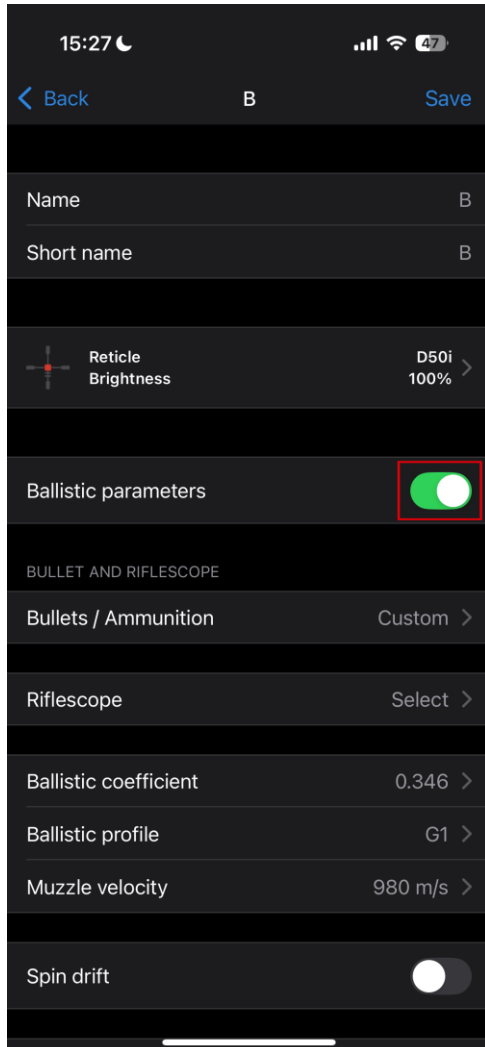 15:27 47
Back B Save
Name B
Short name B
Reticle D50i
Brightness 100%
Ballistic parameters
BULLET AND RIFLESCOPE
Bullets / Ammunition Custom
Riflescope Select
Ballistic coefficient 0.346
Ballistic profile G1
Muzzle velocity 980 m/s
Spin drift